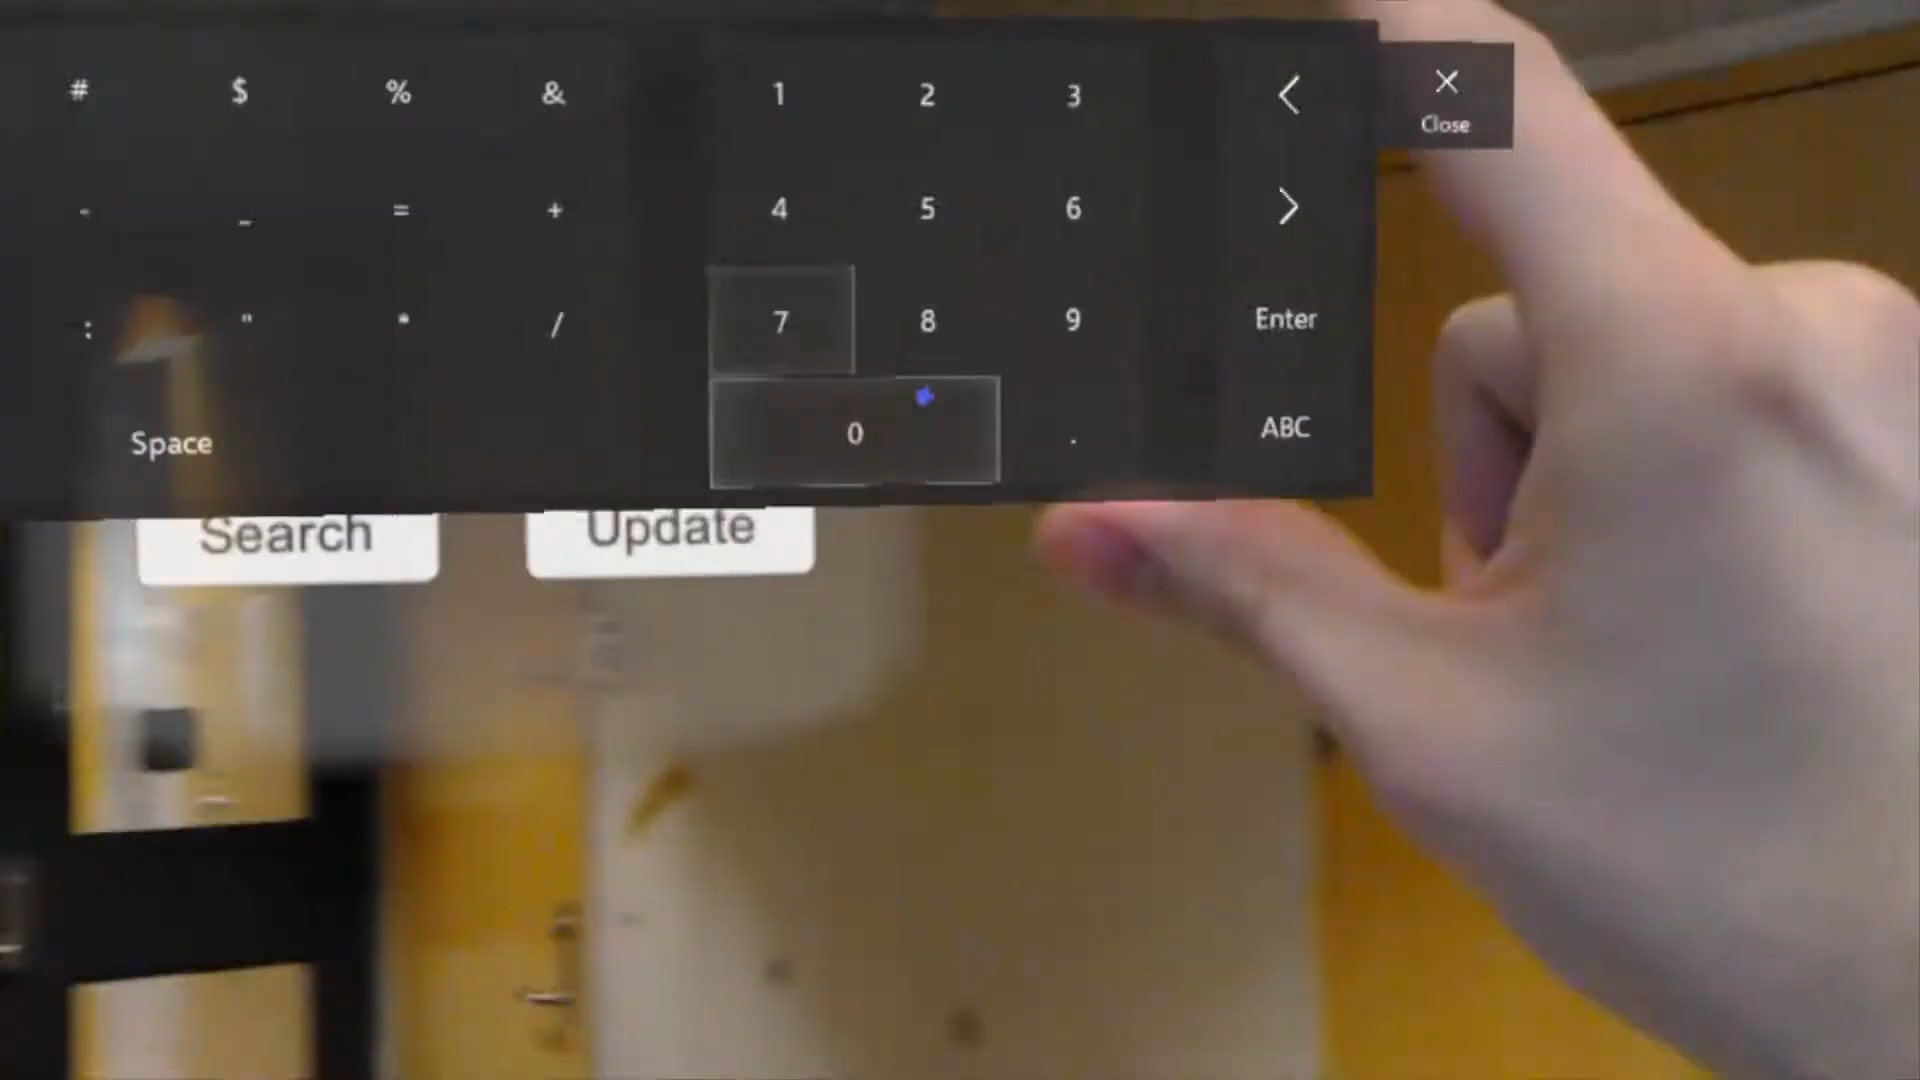 # $ % & 1 2 3 < × Close
- _ = + 4 5 6 >
: " * / 7 8 9 Enter
Space 0 . ABC
Search Update